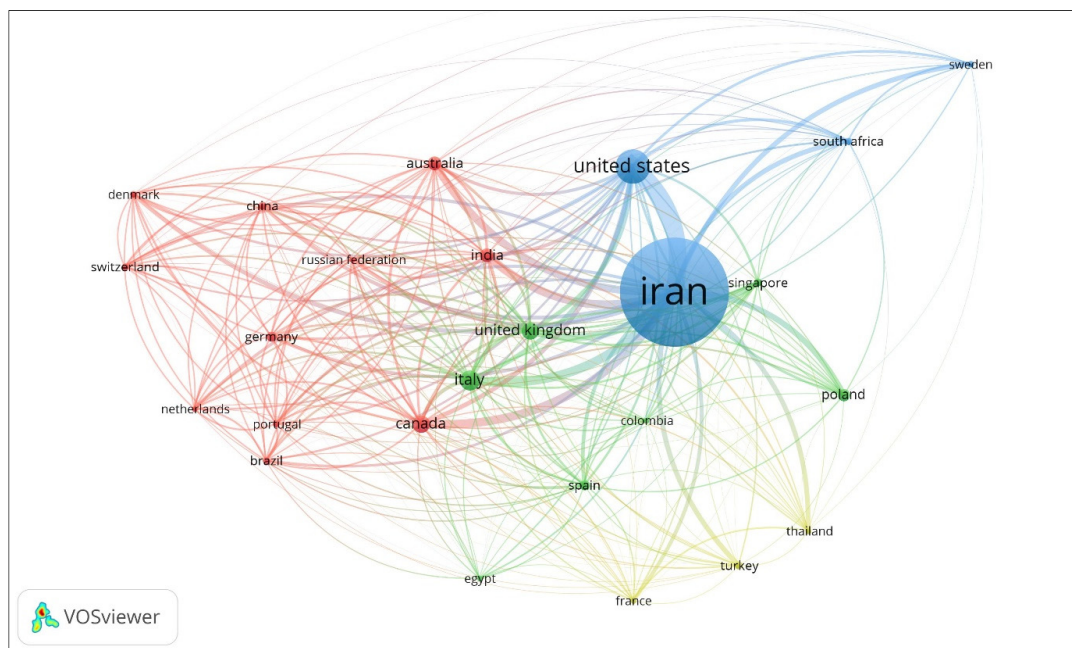 sweden
south africa
australia
united states
denmark
china
india
russian federation
switzerland
singapore
iran
united kingdom
germany
italy
poland
netherlands
colombia
portugal
canada
brazil
spain
thailand
turkey
egypt
france
VOSviewer